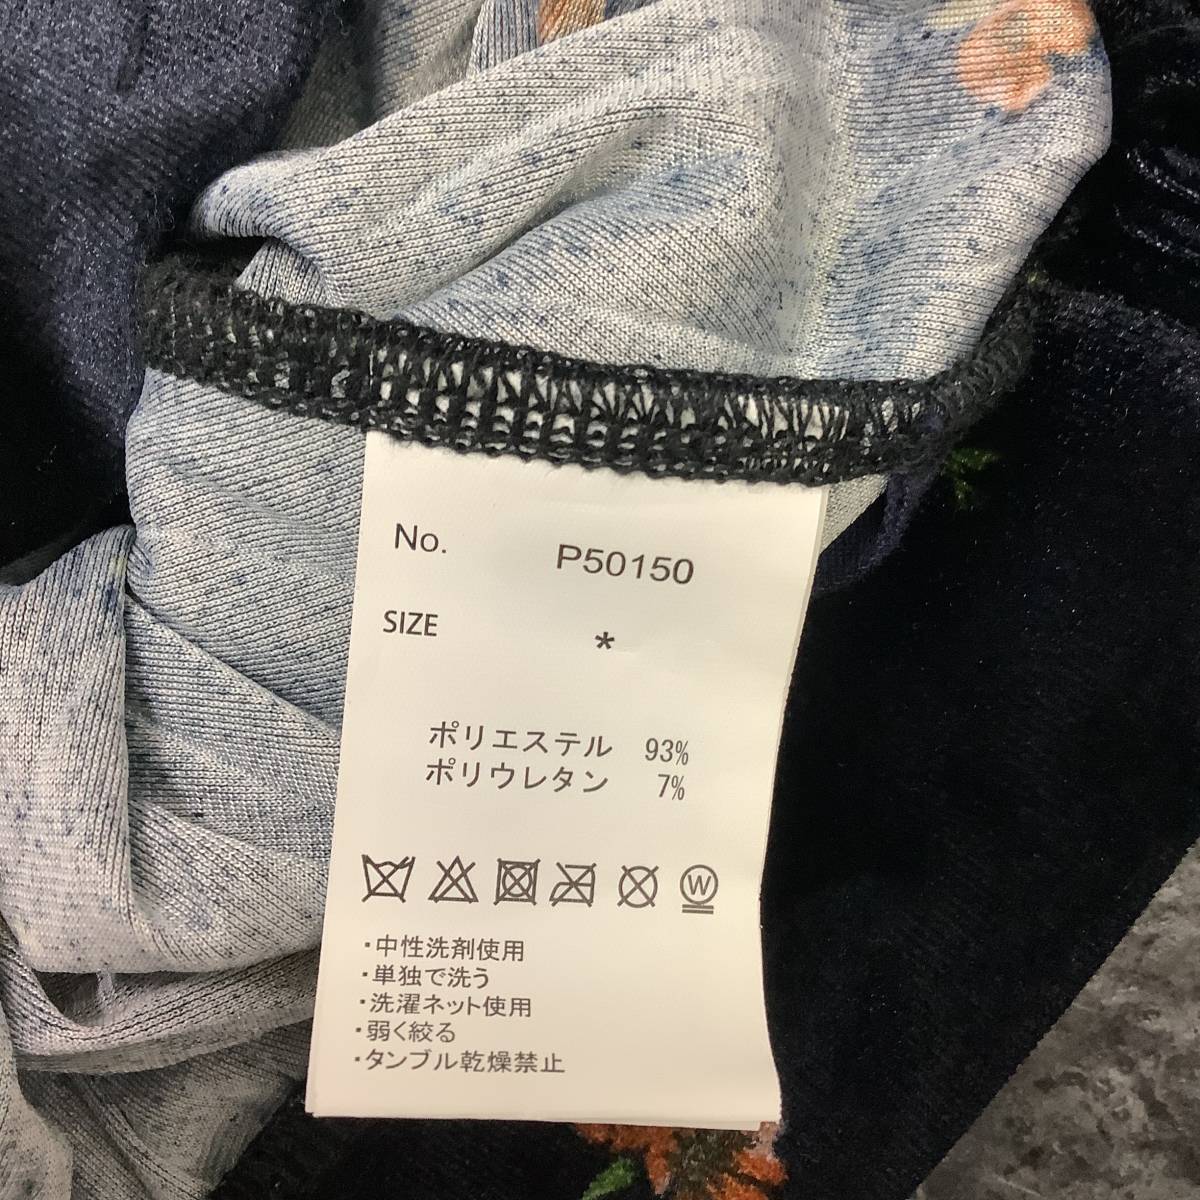 No. P50150
SIZE *
ポリエステル 93%
ポリウレタン 7%
W
・中性洗剤使用
・単独で洗う
・洗濯ネット使用
・弱く絞る
・タンブル乾燥禁止